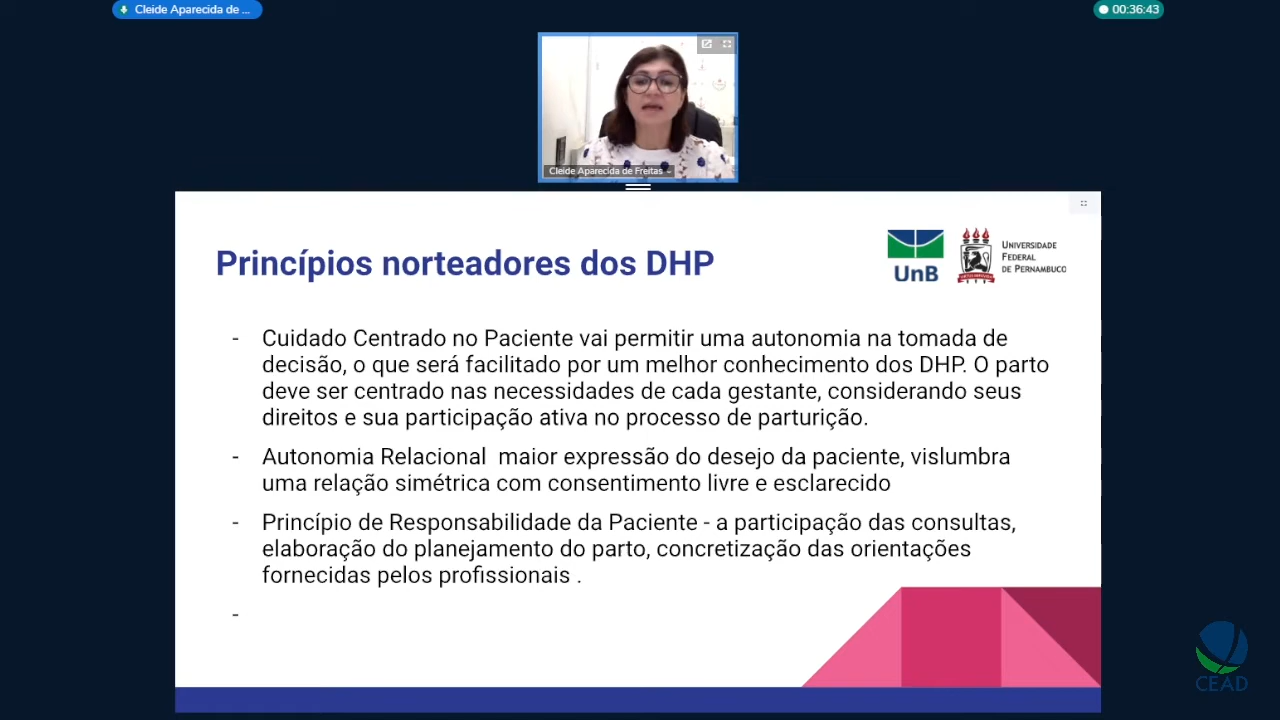 Cleide Aparecida de ...
00:36:43
Cleide Aparecida de Freitas
Princípios norteadores dos DHP
UnB
UNIVERSIDADE
FEDERAL
DE PERNAMBUCO
- Cuidado Centrado no Paciente vai permitir uma autonomia na tomada de
decisão, o que será facilitado por um melhor conhecimento dos DHP. O parto
deve ser centrado nas necessidades de cada gestante, considerando seus
direitos e sua participação ativa no processo de parturição.
- Autonomia Relacional  maior expressão do desejo da paciente, vislumbra
uma relação simétrica com consentimento livre e esclarecido
- Princípio de Responsabilidade da Paciente - a participação das consultas,
elaboração do planejamento do parto, concretização das orientações
fornecidas pelos profissionais .
-
CEAD